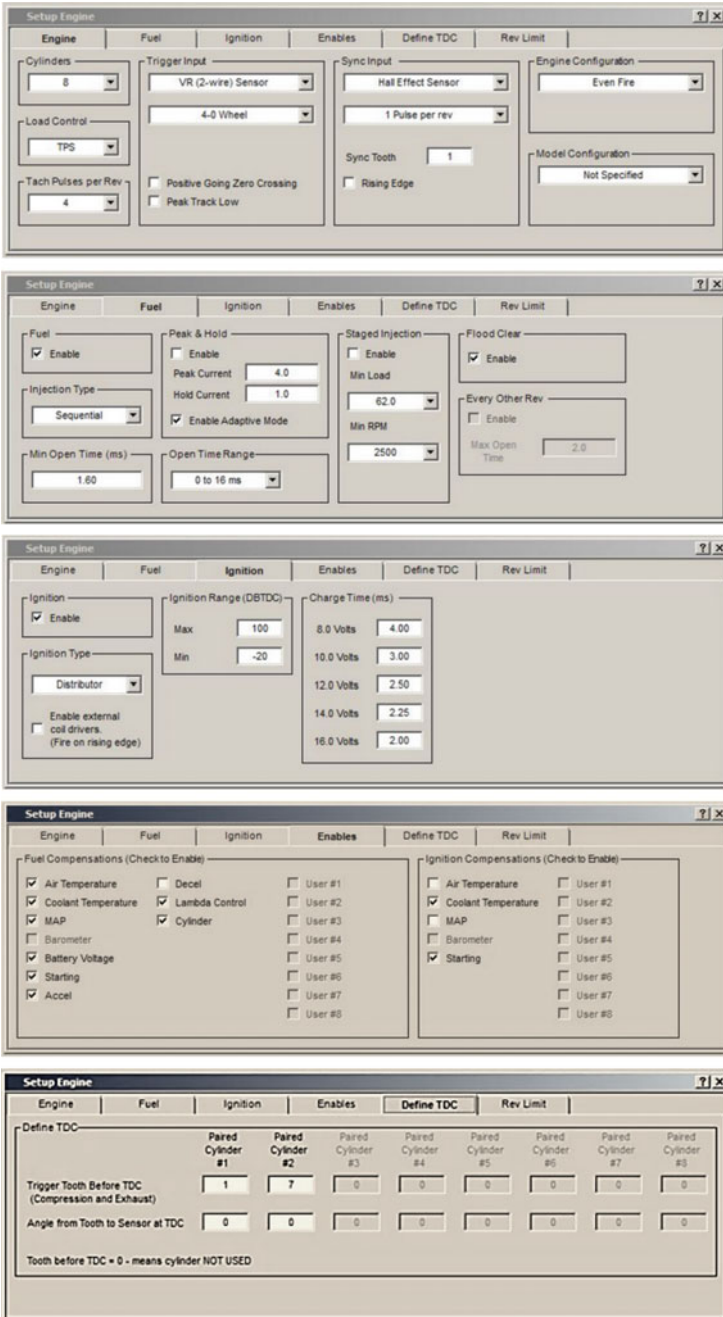 Setup Engine
Engine Fuel Ignition Enables Define TDC Rev Limit
Cylinders
8
Load Control
TPS
Tach Pulses per Rev
4
Trigger Input
VR (2-wire) Sensor
4-0 Wheel
Positive Going Zero Crossing
Peak Track Low
Sync Input
Hall Effect Sensor
1 Pulse per rev
Sync Tooth 1
Rising Edge
Engine Configuration
Even Fire
Model Configuration
Not Specified
Setup Engine
Engine Fuel Ignition Enables Define TDC Rev Limit
Fuel
Enable
Injection Type
Sequential
Min Open Time (ms)
1.60
Peak & Hold
Enable
Peak Current 4.0
Hold Current 1.0
Enable Adaptive Mode
Open Time Range
0 to 16 ms
Staged Injection
Enable
Min Load
62.0
Min RPM
2500
Flood Clear
Enable
Every Other Rev
Enable
Max Open 2.0
Time
Setup Engine
Engine Fuel Ignition Enables Define TDC Rev Limit
Ignition
Enable
Ignition Type
Distributor
Enable external
coil drivers.
(Fire on rising edge)
Ignition Range (DBTDC)
Max 100
Min -20
Charge Time (ms)
8.0 Volts 4.00
10.0 Volts 3.00
12.0 Volts 2.50
14.0 Volts 2.25
16.0 Volts 2.00
Setup Engine
Engine Fuel Ignition Enables Define TDC Rev Limit
Fuel Compensations (Check to Enable)
Air Temperature Decel User #1
Coolant Temperature Lambda Control User #2
MAP Cylinder User #3
Barometer User #4
Battery Voltage User #5
Starting User #6
Accel User #7
User #8
Ignition Compensations (Check to Enable)
Air Temperature User #1
Coolant Temperature User #2
MAP User #3
Barometer User #4
Starting User #5
User #6
User #7
User #8
Setup Engine
Engine Fuel Ignition Enables Define TDC Rev Limit
Define TDC
Paired Paired Paired Paired Paired Paired Paired Paired
Cylinder Cylinder Cylinder Cylinder Cylinder Cylinder Cylinder Cylinder
#1 #2 #3 #4 #5 #6 #7 #8
Trigger Tooth Before TDC 1 7 0 0 0 0 0 0
(Compression and Exhaust)
Angle from Tooth to Sensor at TDC 0 0 0 0 0 0 0 0
Tooth before TDC = 0 - means cylinder NOT USED